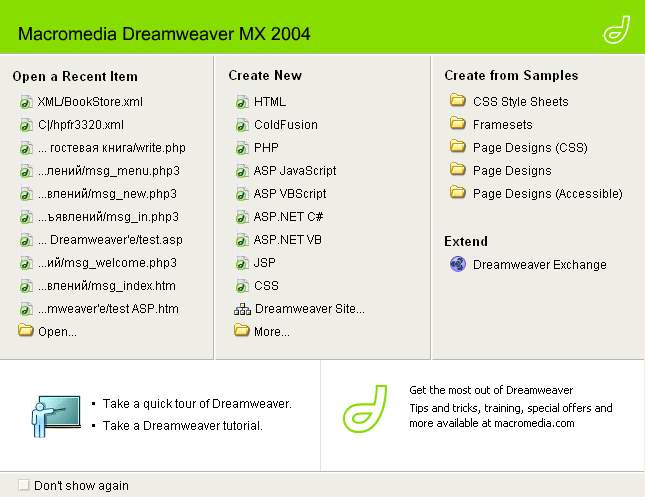 Macromedia Dreamweaver MX 2004
Open a Recent Item
XML/BookStore.xml
C|/hpfr3320.xml
... гостевая книга/write.php
...лений/msg_menu.php3
...влений/msg_new.php3
...ъявлений/msg_in.php3
... Dreamweaver'e/test.asp
...ий/msg_welcome.php3
...влений/msg_index.htm
...mweaver'e/test ASP.htm
Open...
Create New
HTML
ColdFusion
PHP
ASP JavaScript
ASP VBScript
ASP.NET C#
ASP.NET VB
JSP
CSS
Dreamweaver Site...
More...
Create from Samples
CSS Style Sheets
Framesets
Page Designs (CSS)
Page Designs
Page Designs (Accessible)
Extend
Dreamweaver Exchange
• Take a quick tour of Dreamweaver.
• Take a Dreamweaver tutorial.
Get the most out of Dreamweaver
Tips and tricks, training, special offers and
more available at macromedia.com
Don't show again